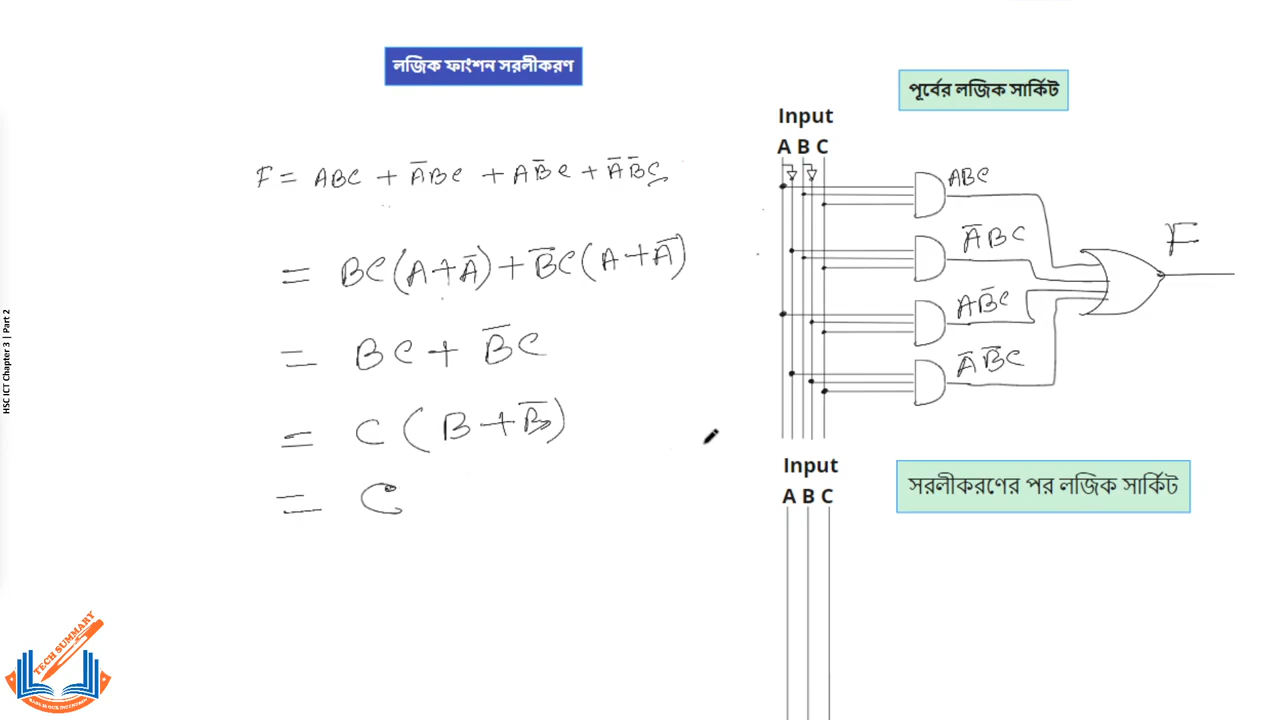 লজিক ফাংশন সরলীকরণ
F = ABC + A̅BC + AB̅C + A̅B̅C
= BC(A+A̅) + B̅C(A+A̅)
= BC + B̅C
= C (B+B̅)
= C
পূর্বের লজিক সার্কিট
Input
A B C
ABC
A̅BC
AB̅C
A̅B̅C
F
Input
A B C
সরলীকরণের পর লজিক সার্কিট
HSC ICT Chapter 3 | Part 2
TECH SUMMARY